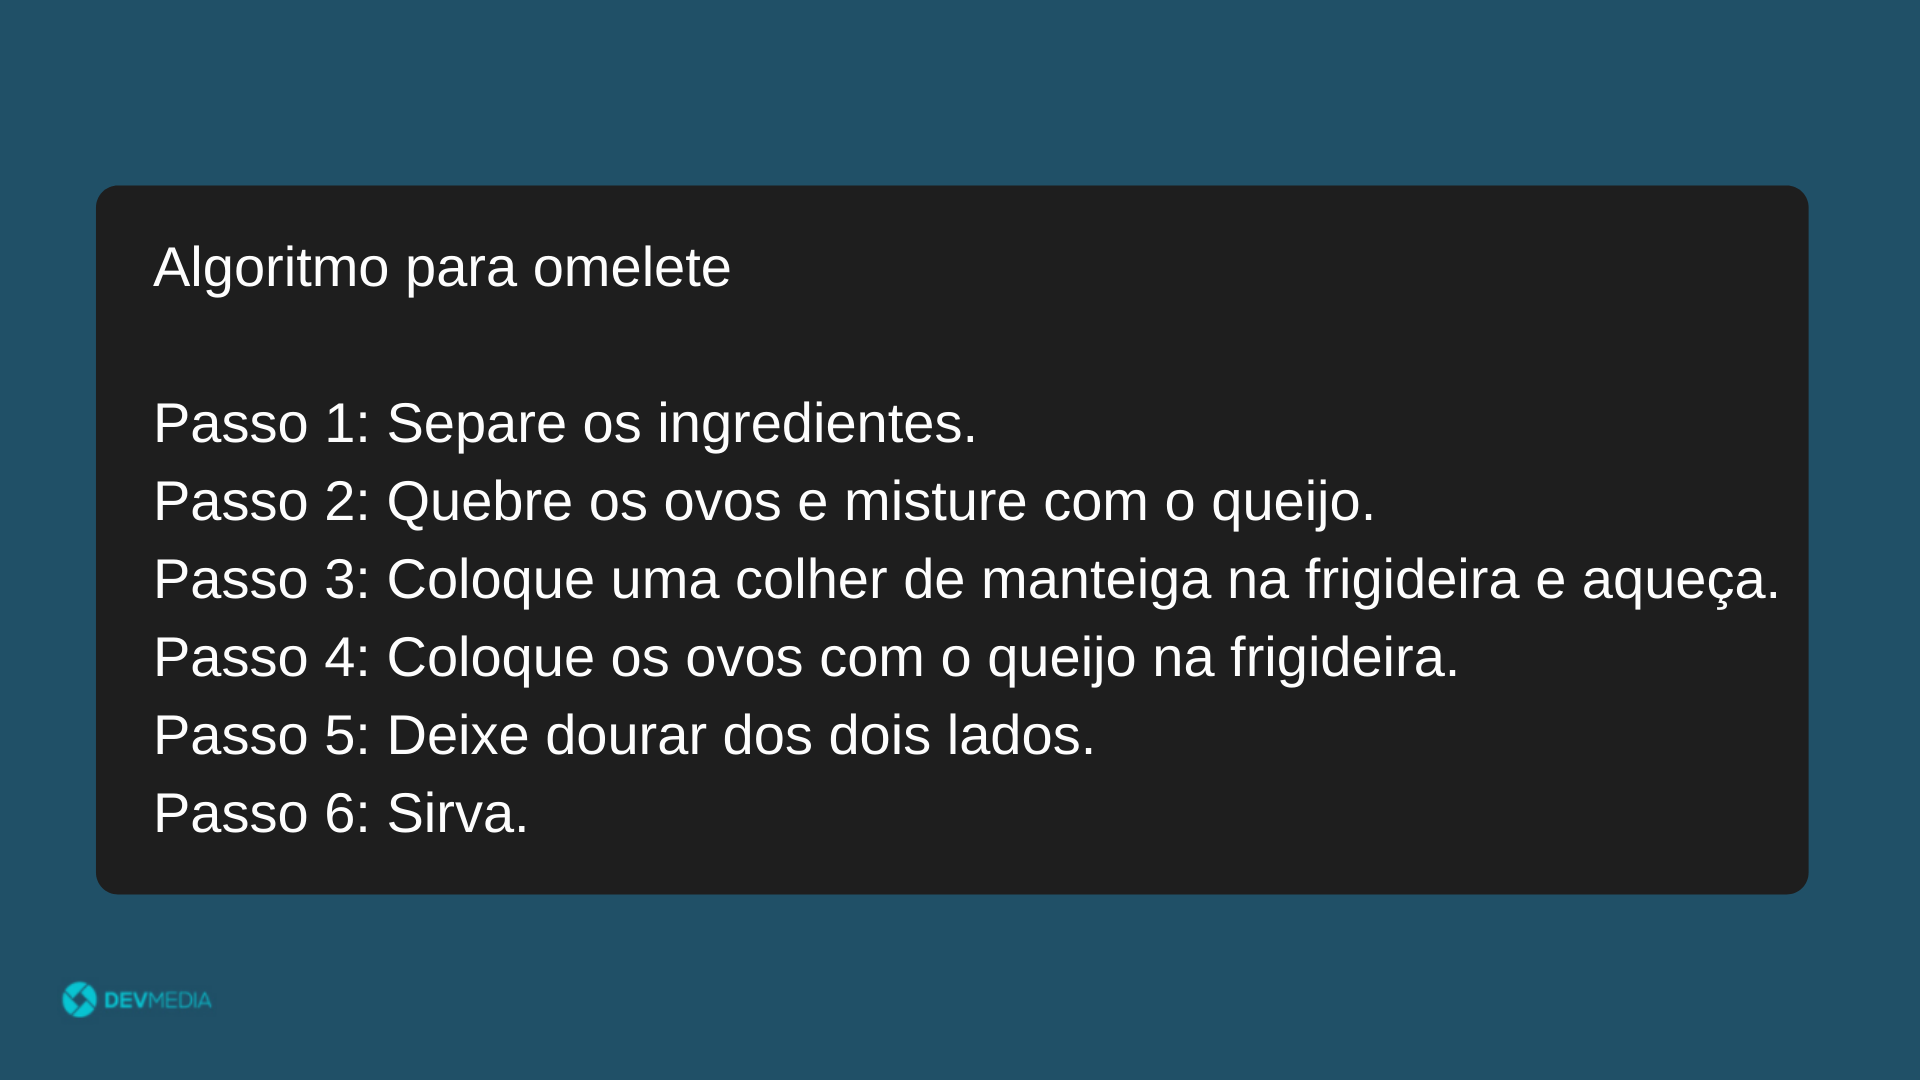 Algoritmo para omelete
Passo 1: Separe os ingredientes.
Passo 2: Quebre os ovos e misture com o queijo.
Passo 3: Coloque uma colher de manteiga na frigideira e aqueça.
Passo 4: Coloque os ovos com o queijo na frigideira.
Passo 5: Deixe dourar dos dois lados.
Passo 6: Sirva.
DEVMEDIA